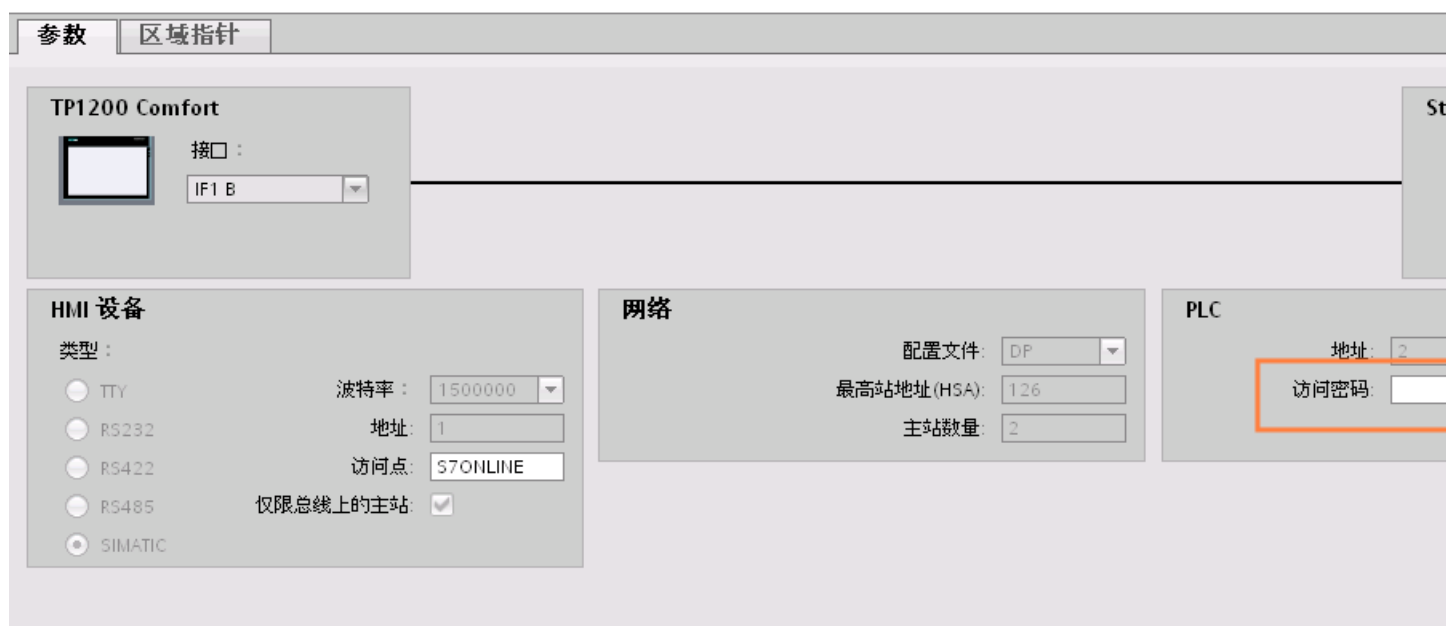 参数 区域指针
TP1200 Comfort
St
接口：
IF1 B
HMI 设备
网络
PLC
类型：
配置文件: DP
地址: 2
TTY
波特率： 1500000
最高站地址(HSA): 126
访问密码:
RS232
地址: 1
主站数量: 2
RS422
访问点: S7ONLINE
RS485
仅限总线上的主站:
SIMATIC